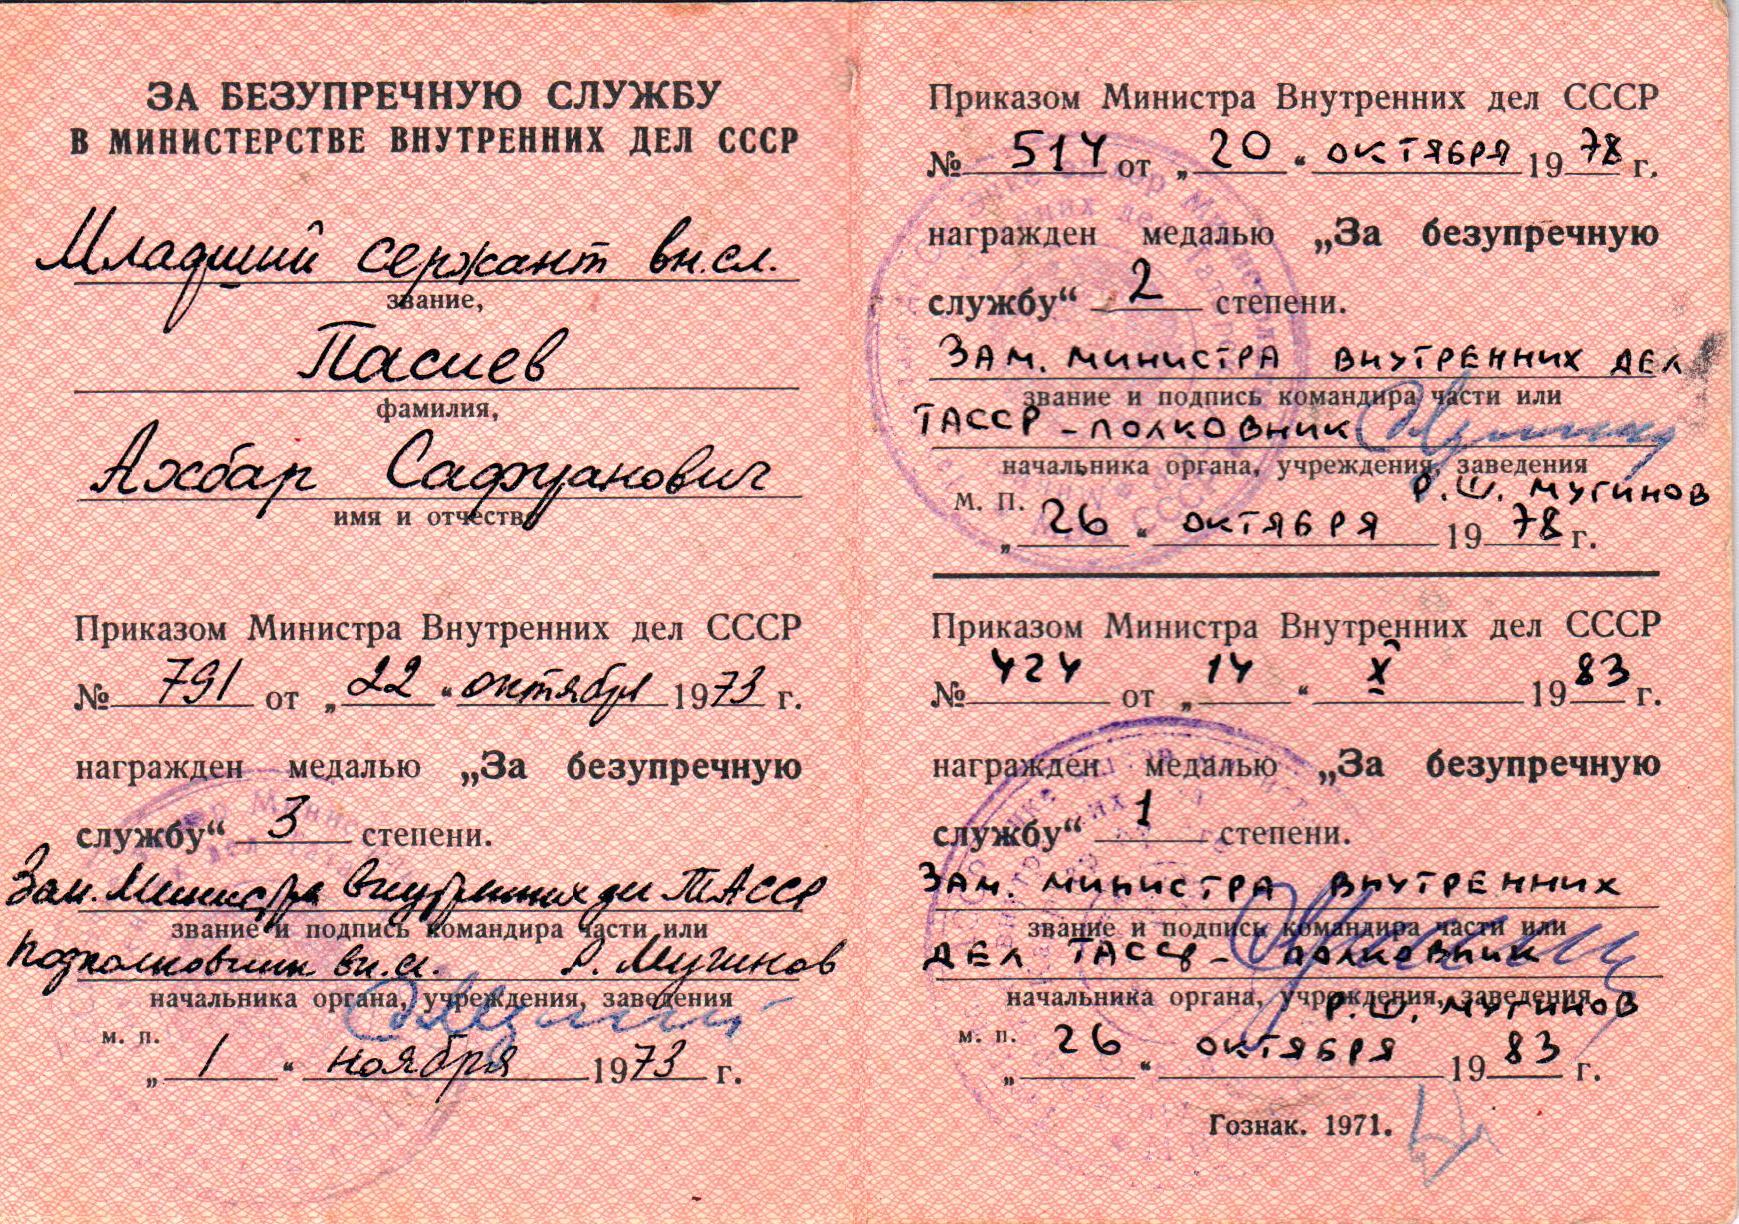 ЗА БЕЗУПРЕЧНУЮ СЛУЖБУ
В МИНИСТЕРСТВЕ ВНУТРЕННИХ ДЕЛ СССР
Младший сержант вн.сл.
звание,
Пасиев
фамилия,
Ахбар Сафуанович
имя и отчество
Приказом Министра Внутренних дел СССР
№ 791 от „22“ октября 1973 г.
награжден медалью „За безупречную
службу“ 3 степени.
Зам. Министра внутренних дел ТАССР
звание и подпись командира части или
подполковник вн.сл. Р. Мугинов
начальника органа, учреждения, заведения
м. п.
„1“ ноября 1973 г.
Приказом Министра Внутренних дел СССР
№ 514 от „20“ октября 1978 г.
награжден медалью „За безупречную
службу“ 2 степени.
ЗАМ. МИНИСТРА ВНУТРЕННИХ ДЕЛ
звание и подпись командира части или
ТАССР - ПОЛКОВНИК
начальника органа, учреждения, заведения
Р.Ш. МУГИНОВ
м. п.
„26“ октября 1978 г.
Приказом Министра Внутренних дел СССР
№ 424 от „14“ X 1983 г.
награжден медалью „За безупречную
службу“ 1 степени.
ЗАМ. МИНИСТРА ВНУТРЕННИХ
звание и подпись командира части или
ДЕЛ ТАССР - ПОЛКОВНИК
начальника органа, учреждения, заведения
Р.Ш. МУГИНОВ
м. п.
„26“ октября 1983 г.
Гознак. 1971.